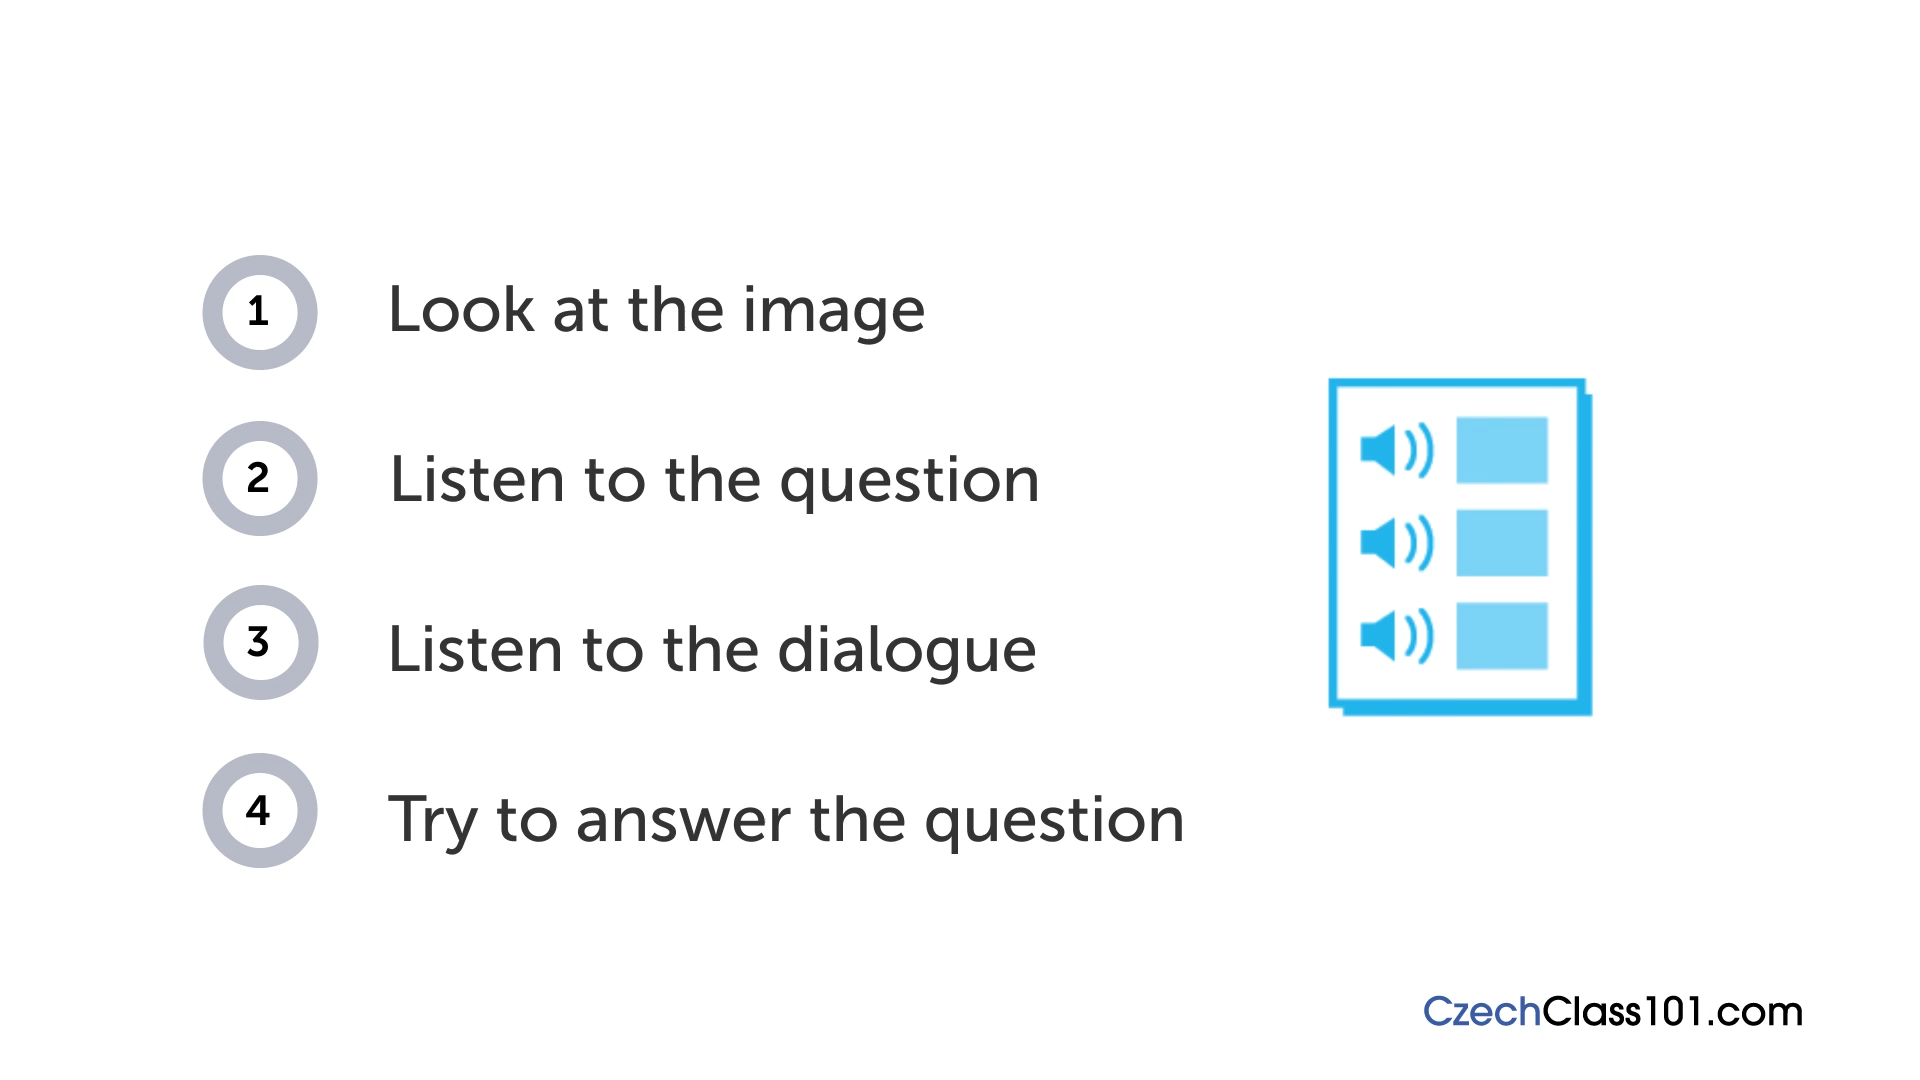 1 Look at the image
2 Listen to the question
3 Listen to the dialogue
4 Try to answer the question
CzechClass101.com